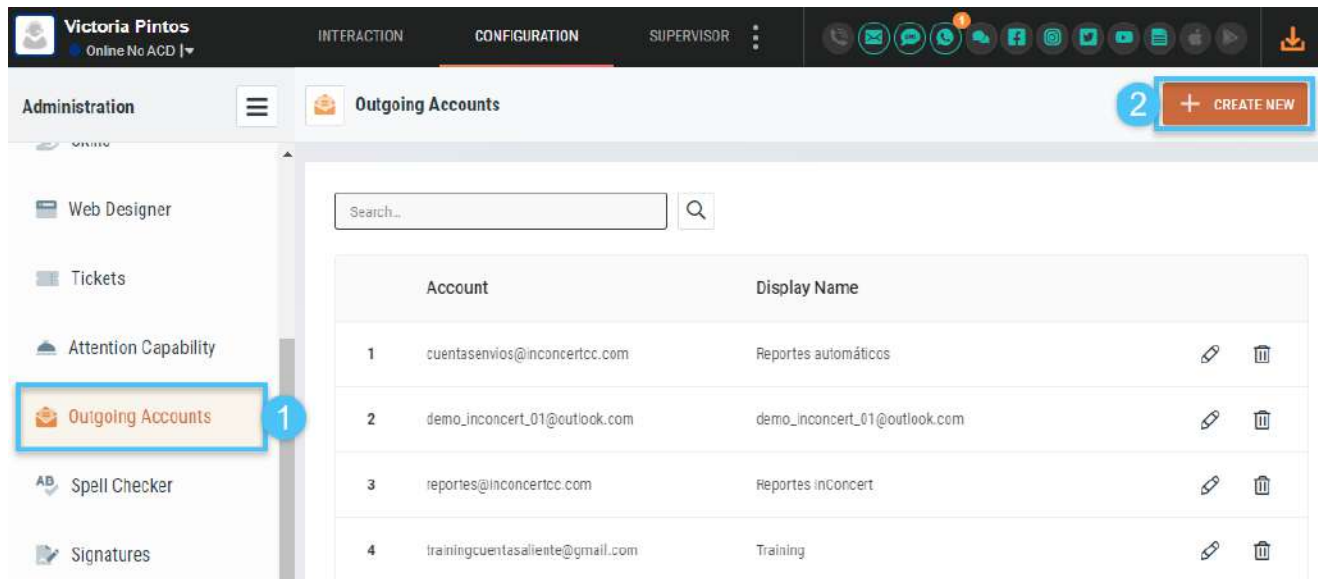 Victoria Pintos
Online No ACD
INTERACTION
CONFIGURATION
SUPERVISOR
1
Administration
Outgoing Accounts
2
+ CREATE NEW
Skills
Web Designer
Search...
Tickets
Account
Display Name
Attention Capability
1
cuentasenvios@inconcertcc.com
Reportes automáticos
Outgoing Accounts
1
2
demo_inconcert_01@outlook.com
demo_inconcert_01@outlook.com
AB
Spell Checker
3
reportes@inconcertcc.com
Reportes inConcert
Signatures
4
trainingcuentasaliente@gmail.com
Training